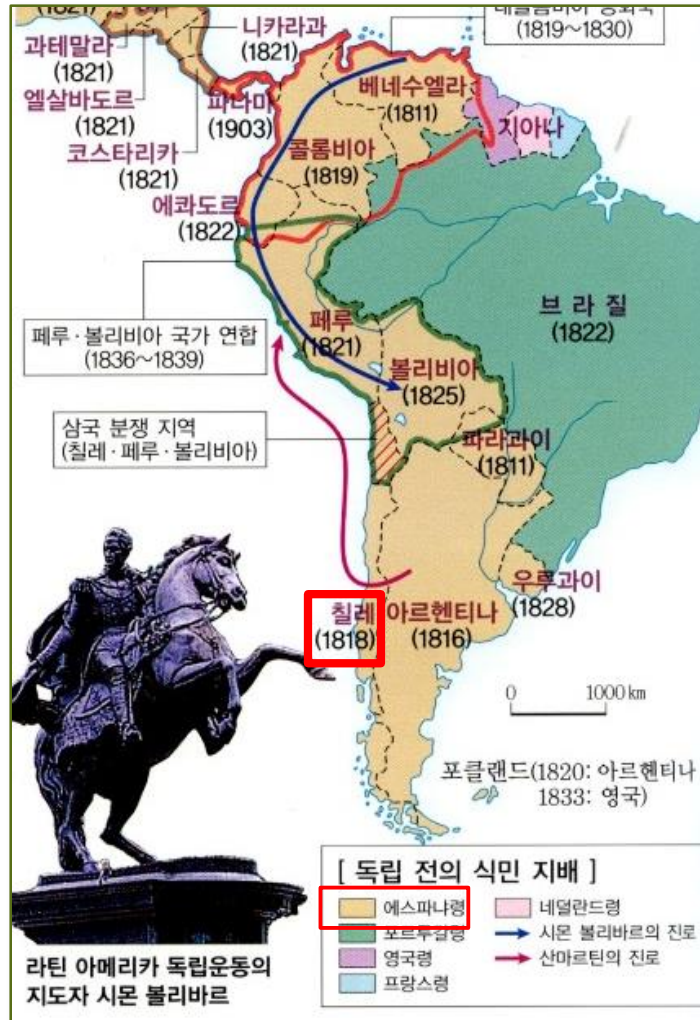 (1821)
니카라과
(1821)
(1819~1830)
과테말라
(1821)
엘살바도르
(1821)
파나마
(1903)
코스타리카
(1821)
베네수엘라
(1811)
지아나
콜롬비아
(1819)
에콰도르
(1822)
브라질
(1822)
페루·볼리비아 국가 연합
(1836~1839)
페루
(1821)
볼리비아
(1825)
삼국 분쟁 지역
(칠레·페루·볼리비아)
파라과이
(1811)
우루과이
(1828)
칠레
(1818)
아르헨티나
(1816)
0 1000km
포클랜드(1820: 아르헨티나
1833: 영국)
[ 독립 전의 식민 지배 ]
에스파냐령
네덜란드령
포르투갈령
시몬 볼리바르의 진로
영국령
산마르틴의 진로
프랑스령
라틴 아메리카 독립운동의
지도자 시몬 볼리바르